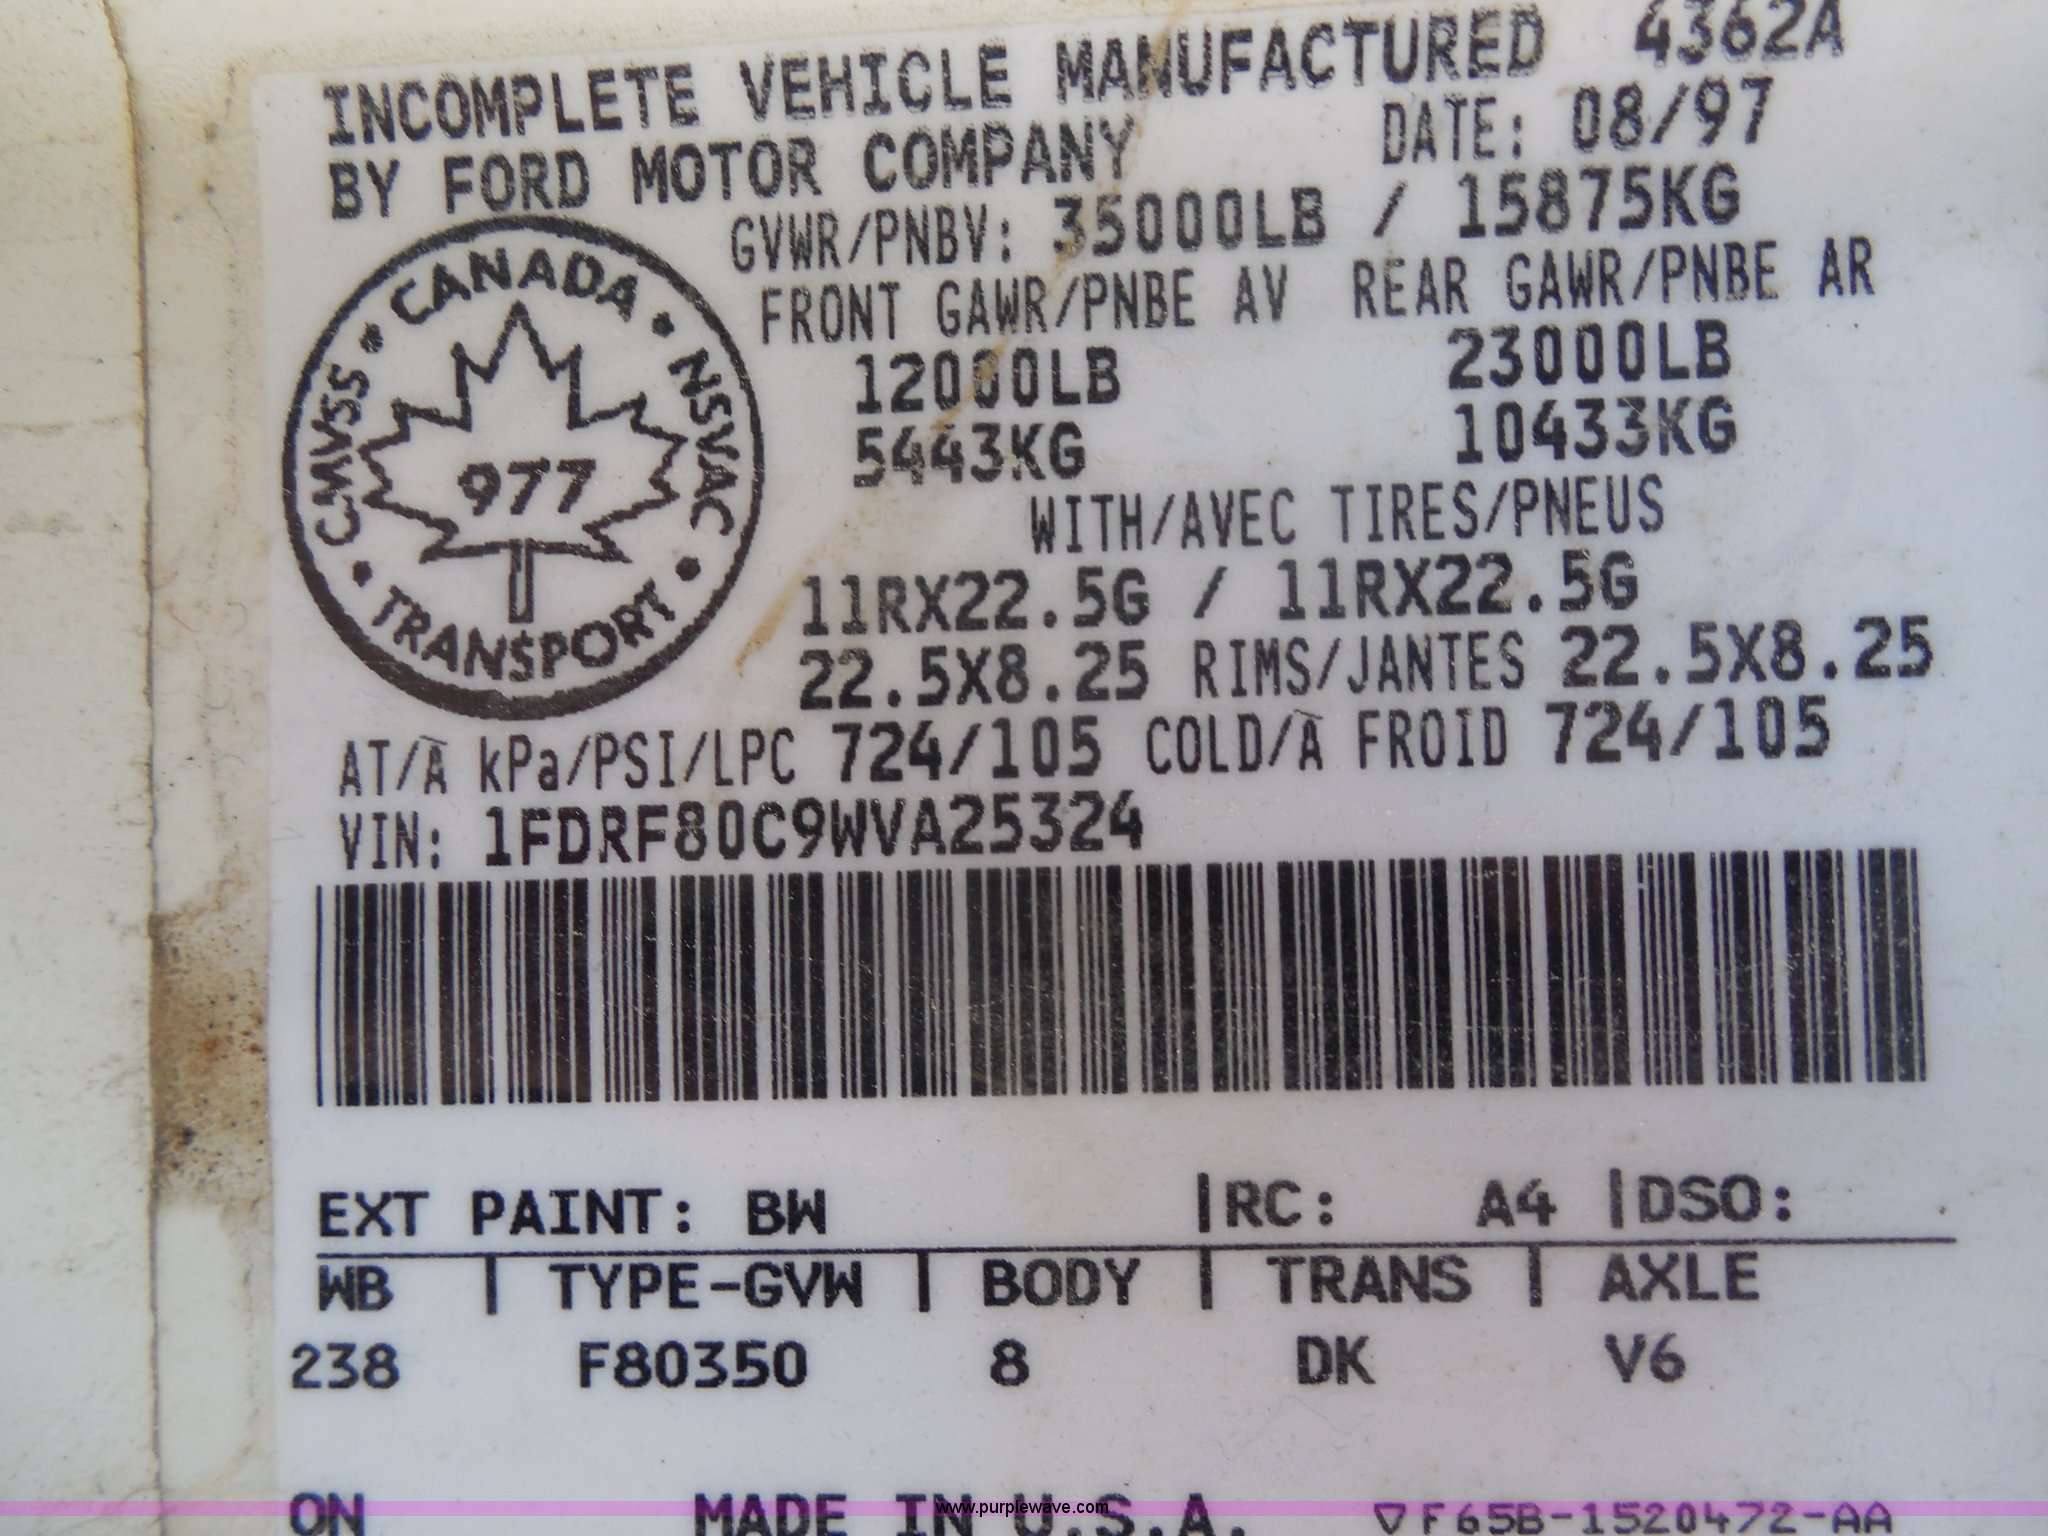 INCOMPLETE VEHICLE MANUFACTURED 4362A
BY FORD MOTOR COMPANY DATE: 08/97
GVWR/PNBV: 35000LB / 15875KG
FRONT GAWR/PNBE AV REAR GAWR/PNBE AR
12000LB 23000LB
5443KG 10433KG
WITH/AVEC TIRES/PNEUS
11RX22.5G / 11RX22.5G
22.5X8.25 RIMS/JANTES 22.5X8.25
AT/À kPa/PSI/LPC 724/105 COLD/À FROID 724/105
VIN: 1FDRF80C9WVA25324
CANADA • NSVAC • TRANSPORT • CMVSS •
977
EXT PAINT: BW |RC: A4 |DSO:
WB | TYPE-GVW | BODY | TRANS | AXLE
238 F80350 8 DK V6
ON MADE IN U.S.A. ▽F65B-1520472-AA
www.purplewave.com